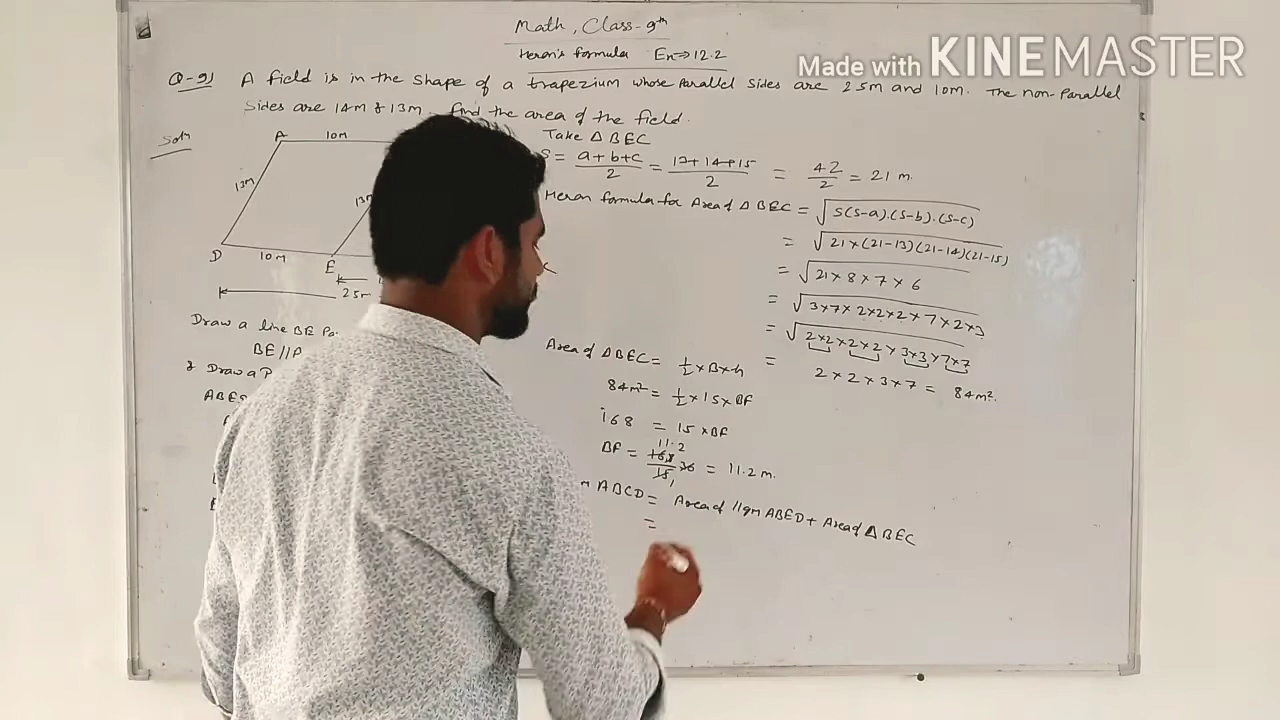 Math, Class-9th
Heron's formula Ex⇒12.2
Made with KINEMASTER
Q-9) A field is in the shape of a trapezium whose Parallel sides are 25m and 10m. The non-Parallel
Sides are 14m & 13m. find the area of the field.
Soln
A 10m
13m
13m
D 10m E C
25m
Draw a line BE Pa
BE//A
& Draw a P
ABE
Take △BEC
S = a+b+c/2 = 13+14+15/2 = 42/2 = 21 m.
Heron formula for Area of △BEC = √S(S-a).(S-b).(S-c)
= √21×(21-13)(21-14)(21-15)
= √21×8×7×6
= √3×7×2×2×2×7×2×3
= √2×2×2×2×3×3×7×7
= 2×2×3×7 = 84m².
Area of △BEC = 1/2×B×h
84m² = 1/2×15×BF
168 = 15×BF
11.2
BF = 168/15 = 11.2 m.
m ABCD = Area of //gm ABED + Area of △BEC
=